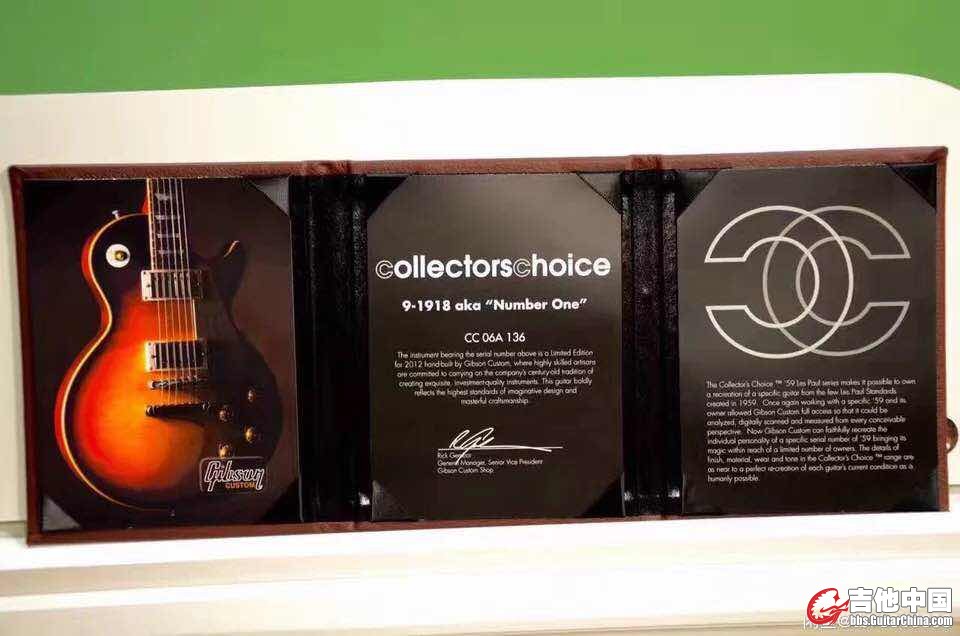 Gibson
CUSTOM
collectorschoice
9-1918 aka “Number One”
CC 06A 136
The instrument bearing the serial number above is a Limited Edition
for 2012 hand-built by Gibson Custom, where highly skilled artisans
are committed to carrying on the company's century-old tradition of
creating exquisite, investment-quality instruments. This guitar boldly
reflects the highest standards of imaginative design and
masterful craftsmanship.
Rick
General Manager, Senior Vice President
Gibson Custom Shop
The Collector's Choice ™ '59 Les Paul series makes it possible to own
a recreation of a specific guitar from the few Les Paul Standards
created in 1959. Once again working with a specific '59 and its
owner allowed Gibson Custom full access so that it could be
analyzed, digitally scanned and measured from every conceivable
perspective. Now Gibson Custom can faithfully recreate the
individual personality of a specific serial number of '59 bringing its
magic within reach of a limited number of customers. The details of
finish, material, wear and tone in the Collector's Choice ™ range are
as near to a perfect re-creation of each guitar's current condition as is
humanly possible.
吉他中国
bbs.GuitarChina.com